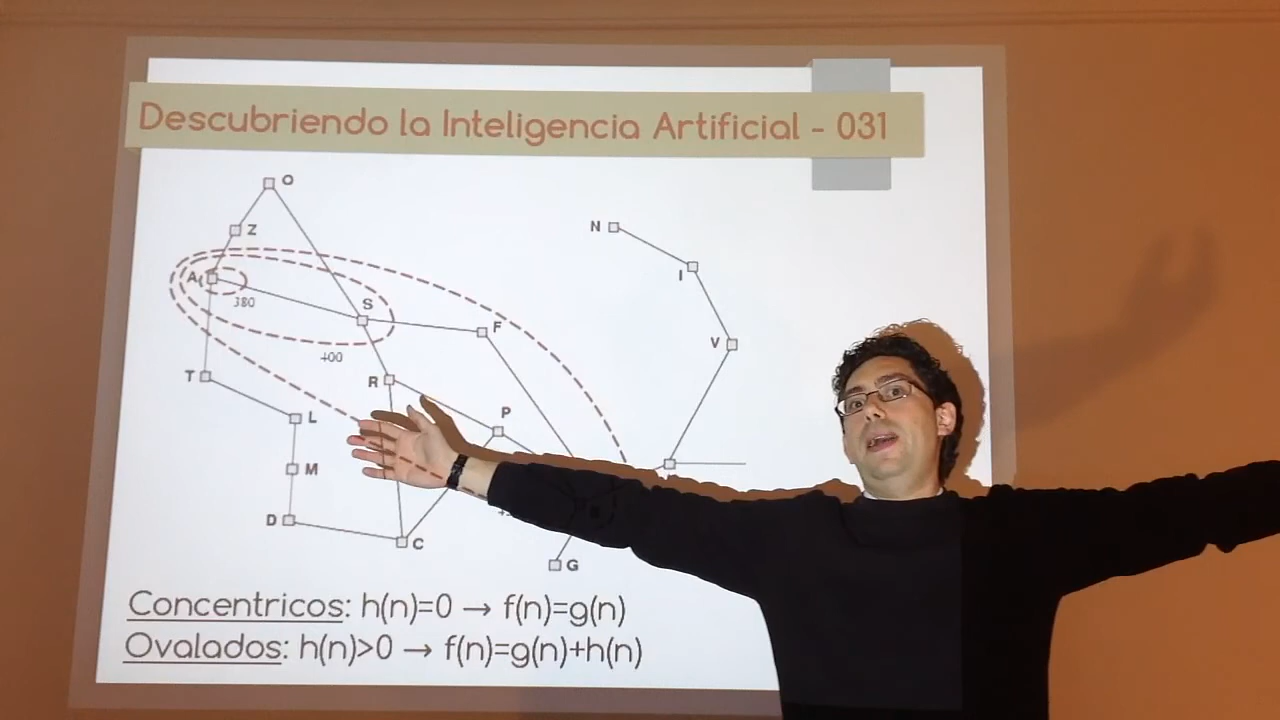 Descubriendo la Inteligencia Artificial - 031
O
Z
N
A
I
380
S
F
V
400
T
R
L
P
M
D
C
G
Concentricos: h(n)=0 → f(n)=g(n)
Ovalados: h(n)>0 → f(n)=g(n)+h(n)